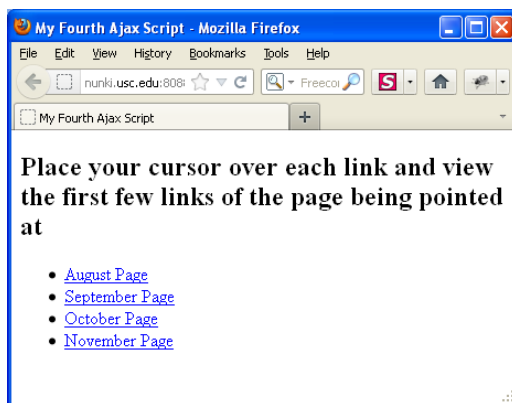 My Fourth Ajax Script - Mozilla Firefox
File Edit View History Bookmarks Tools Help
nunki.usc.edu:808 Freecoi
My Fourth Ajax Script
Place your cursor over each link and view
the first few links of the page being pointed
at
August Page
September Page
October Page
November Page